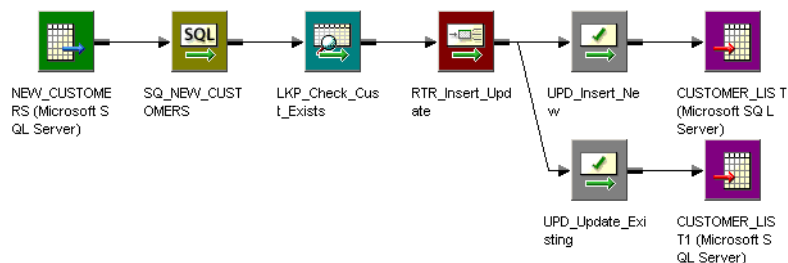 SQL
NEW_CUSTOME
RS (Microsoft S
QL Server)
SQ_NEW_CUST
OMERS
LKP_Check_Cus
t_Exists
RTR_Insert_Upd
ate
UPD_Insert_Ne
w
CUSTOMER_LIS T
(Microsoft SQ L
Server)
UPD_Update_Exi
sting
CUSTOMER_LIS
T1 (Microsoft S
QL Server)